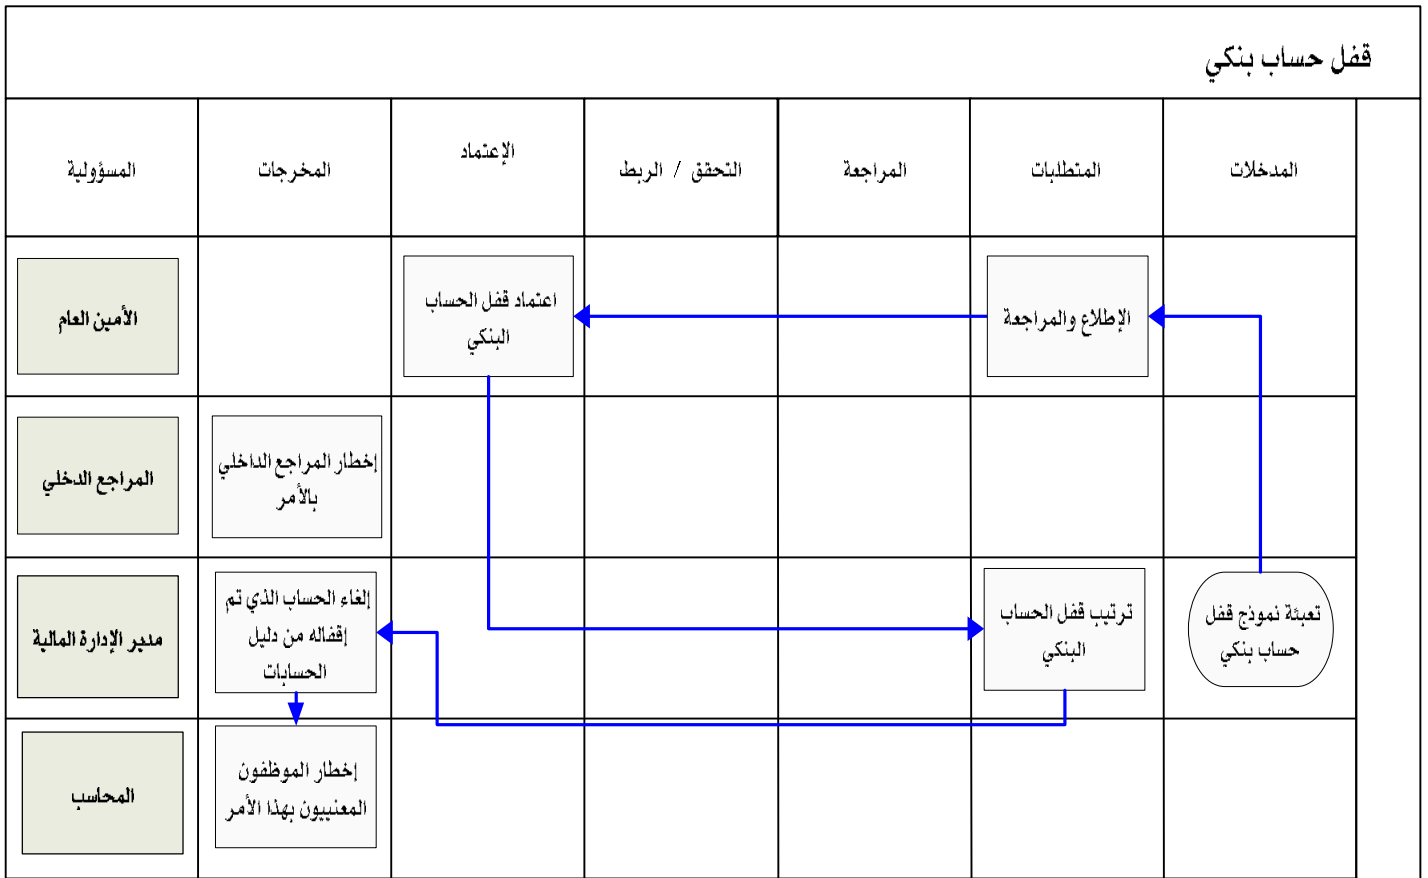 قفل حساب بنكي
المدخلات
المتطلبات
المراجعة
التحقق / الربط
الإعتماد
المخرجات
المسؤولية
الإطلاع والمراجعة
اعتماد قفل الحساب
البنكي
الأمين العام
إخطار المراجع الداخلي
بالأمر
المراجع الدخلي
تعبئة نموذج قفل
حساب بنكي
ترتيب قفل الحساب
البنكي
إلغاء الحساب الذي تم
إقفاله من دليل
الحسابات
مدير الإدارة المالية
إخطار الموظفون
المعنييون بهذا الأمر
المحاسب